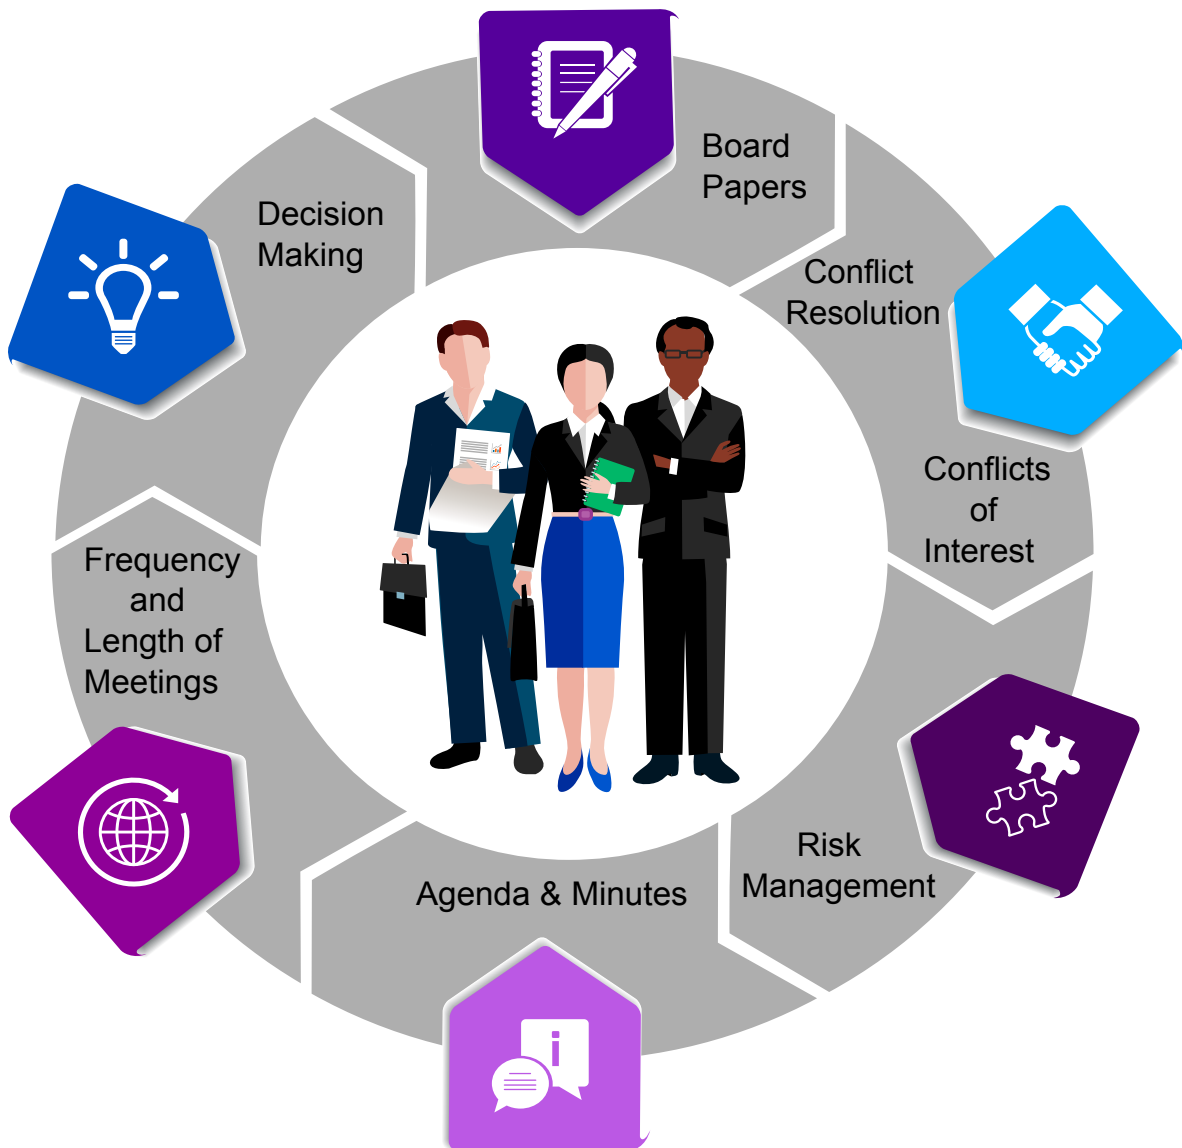 Board
Papers
Conflict
Resolution
Conflicts
of
Interest
Risk
Management
Agenda & Minutes
Frequency
and
Length of
Meetings
Decision
Making
i